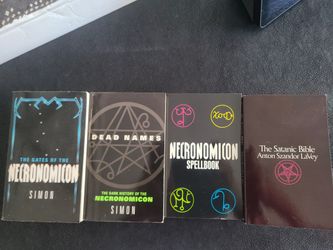 THE GATES OF THE
NECRONOMICON
SIMON
DEAD NAMES
THE DARK HISTORY OF THE
NECRONOMICON
SIMON
NECRONOMICON
SPELLBOOK
The Satanic Bible
Anton Szandor LaVey